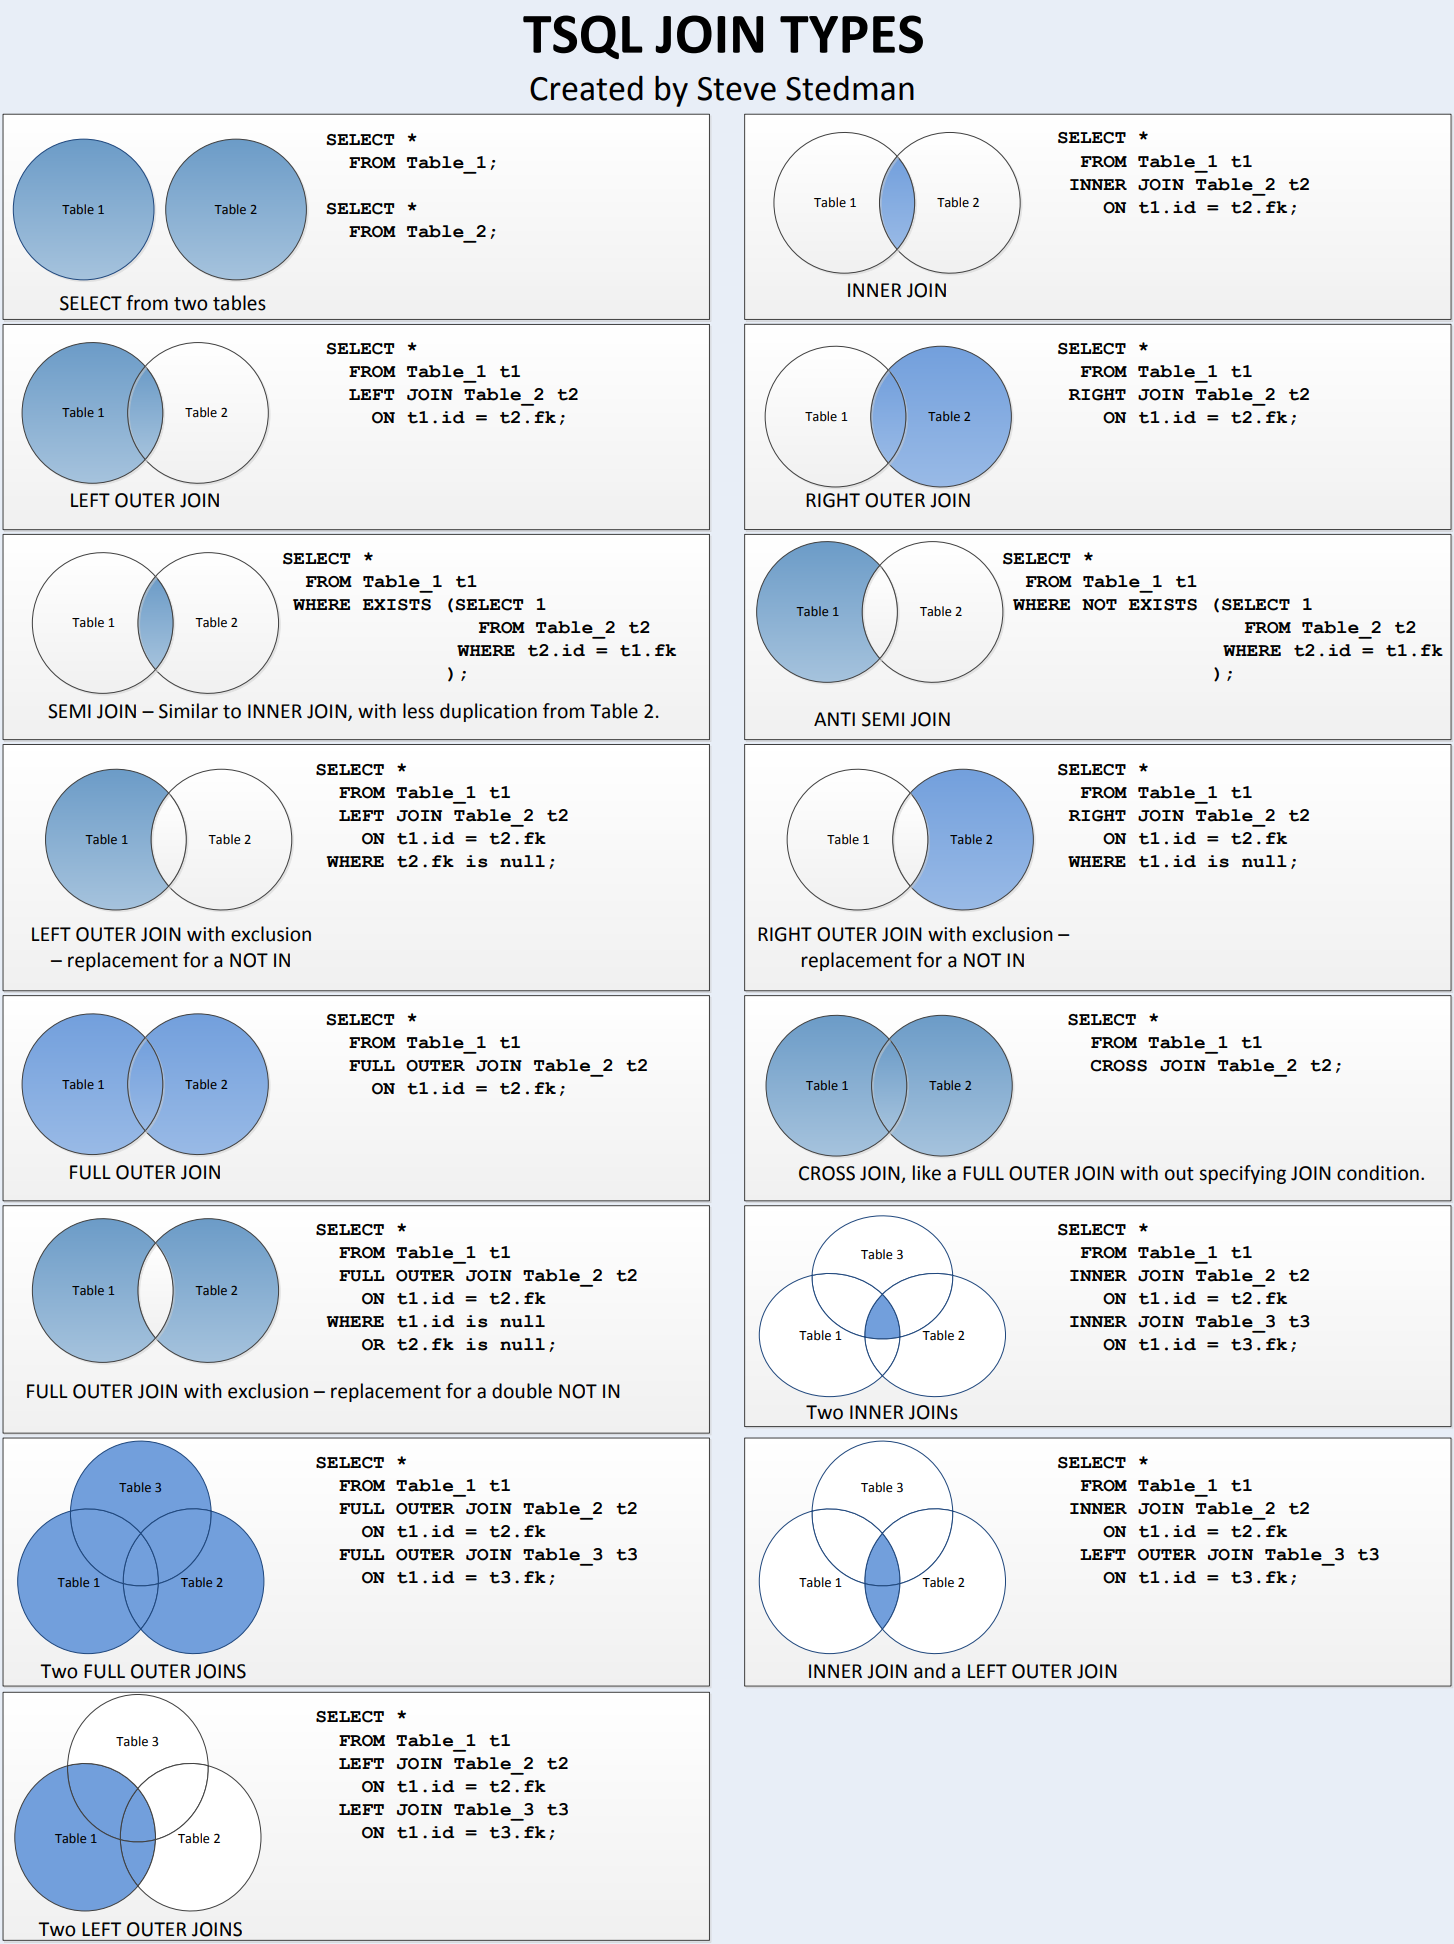 TSQL JOIN TYPES
Created by Steve Stedman
Table 1
Table 2
SELECT *
FROM Table_1;
SELECT *
FROM Table_2;
SELECT from two tables
Table 1
Table 2
SELECT *
FROM Table_1 t1
INNER JOIN Table_2 t2
ON t1.id = t2.fk;
INNER JOIN
Table 1
Table 2
SELECT *
FROM Table_1 t1
LEFT JOIN Table_2 t2
ON t1.id = t2.fk;
LEFT OUTER JOIN
Table 1
Table 2
SELECT *
FROM Table_1 t1
RIGHT JOIN Table_2 t2
ON t1.id = t2.fk;
RIGHT OUTER JOIN
Table 1
Table 2
SELECT *
FROM Table_1 t1
WHERE EXISTS (SELECT 1
FROM Table_2 t2
WHERE t2.id = t1.fk
);
SEMI JOIN – Similar to INNER JOIN, with less duplication from Table 2.
Table 1
Table 2
SELECT *
FROM Table_1 t1
WHERE NOT EXISTS (SELECT 1
FROM Table_2 t2
WHERE t2.id = t1.fk
);
ANTI SEMI JOIN
Table 1
Table 2
SELECT *
FROM Table_1 t1
LEFT JOIN Table_2 t2
ON t1.id = t2.fk
WHERE t2.fk is null;
LEFT OUTER JOIN with exclusion
– replacement for a NOT IN
Table 1
Table 2
SELECT *
FROM Table_1 t1
RIGHT JOIN Table_2 t2
ON t1.id = t2.fk
WHERE t1.id is null;
RIGHT OUTER JOIN with exclusion –
replacement for a NOT IN
Table 1
Table 2
SELECT *
FROM Table_1 t1
FULL OUTER JOIN Table_2 t2
ON t1.id = t2.fk;
FULL OUTER JOIN
Table 1
Table 2
SELECT *
FROM Table_1 t1
CROSS JOIN Table_2 t2;
CROSS JOIN, like a FULL OUTER JOIN with out specifying JOIN condition.
Table 1
Table 2
SELECT *
FROM Table_1 t1
FULL OUTER JOIN Table_2 t2
ON t1.id = t2.fk
WHERE t1.id is null
OR t2.fk is null;
FULL OUTER JOIN with exclusion – replacement for a double NOT IN
Table 3
Table 1
Table 2
SELECT *
FROM Table_1 t1
INNER JOIN Table_2 t2
ON t1.id = t2.fk
INNER JOIN Table_3 t3
ON t1.id = t3.fk;
Two INNER JOINs
Table 3
Table 1
Table 2
SELECT *
FROM Table_1 t1
FULL OUTER JOIN Table_2 t2
ON t1.id = t2.fk
FULL OUTER JOIN Table_3 t3
ON t1.id = t3.fk;
Two FULL OUTER JOINS
Table 3
Table 1
Table 2
SELECT *
FROM Table_1 t1
INNER JOIN Table_2 t2
ON t1.id = t2.fk
LEFT OUTER JOIN Table_3 t3
ON t1.id = t3.fk;
INNER JOIN and a LEFT OUTER JOIN
Table 3
Table 1
Table 2
SELECT *
FROM Table_1 t1
LEFT JOIN Table_2 t2
ON t1.id = t2.fk
LEFT JOIN Table_3 t3
ON t1.id = t3.fk;
Two LEFT OUTER JOINS